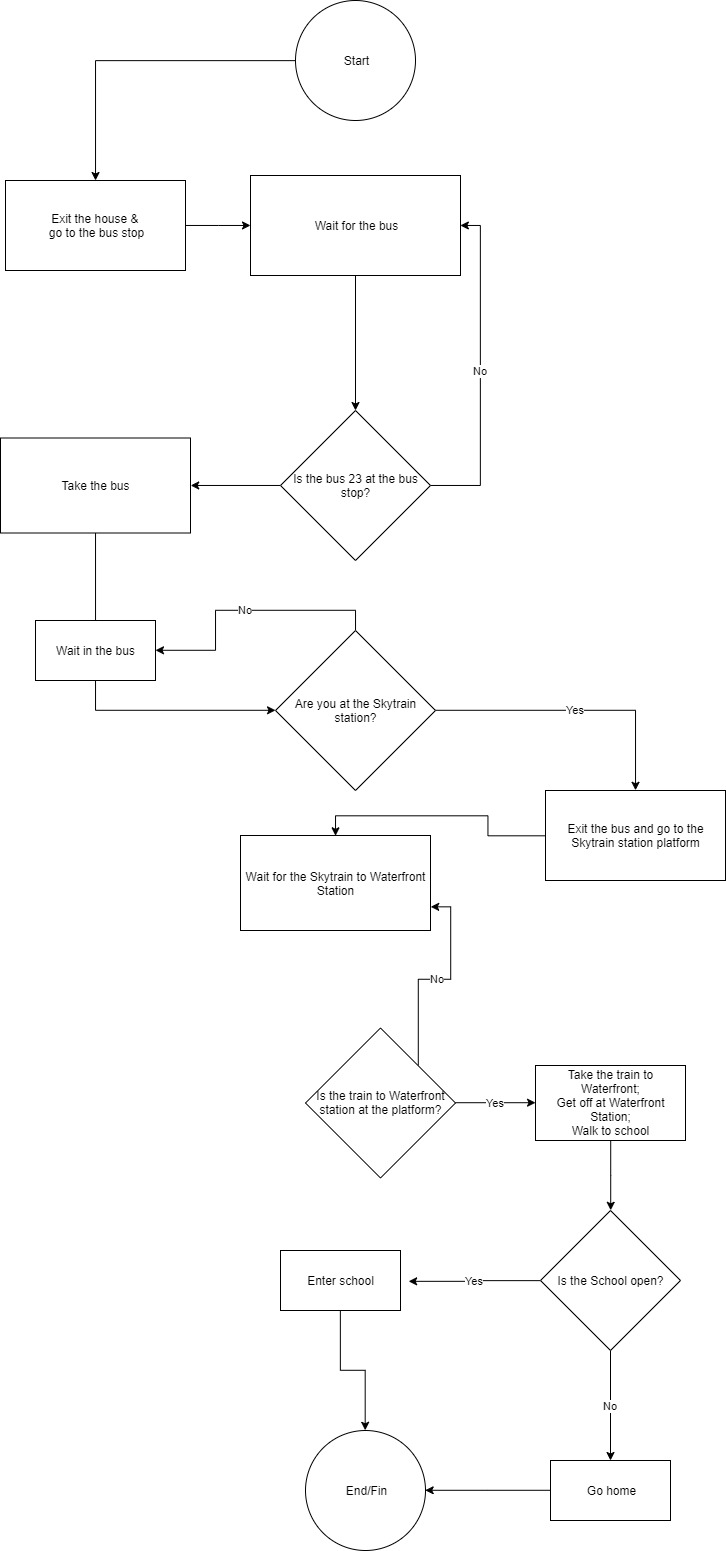 Start
Exit the house &
go to the bus stop
Wait for the bus
No
Is the bus 23 at the bus
stop?
Take the bus
No
Wait in the bus
Are you at the Skytrain
station?
Yes
Exit the bus and go to the
Skytrain station platform
Wait for the Skytrain to Waterfront
Station
No
Is the train to Waterfront
station at the platform?
Yes
Take the train to
Waterfront;
Get off at Waterfront
Station;
Walk to school
Is the School open?
Yes
Enter school
No
Go home
End/Fin